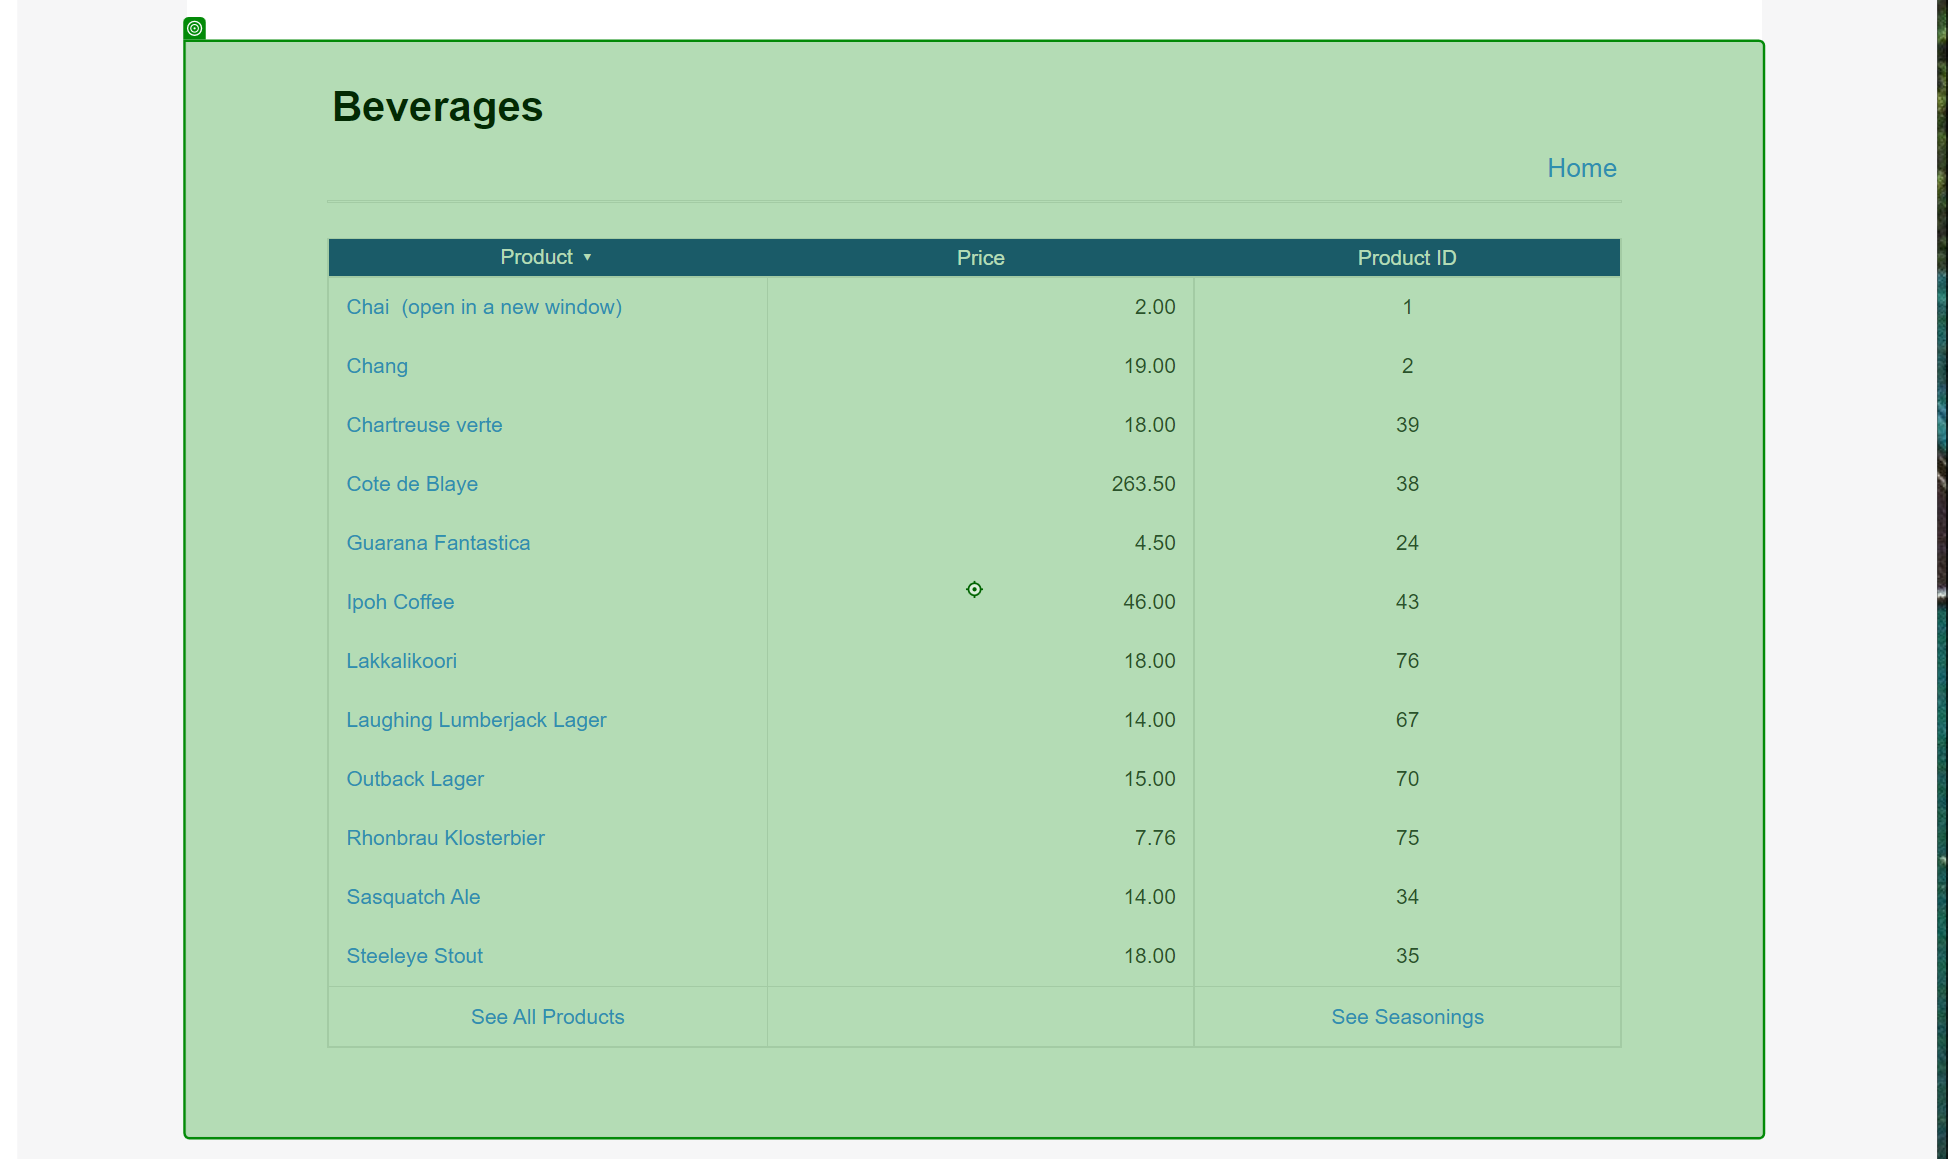 Beverages
Home
Product ▼ Price Product ID
Chai (open in a new window) 2.00 1
Chang 19.00 2
Chartreuse verte 18.00 39
Cote de Blaye 263.50 38
Guarana Fantastica 4.50 24
Ipoh Coffee 46.00 43
Lakkalikoori 18.00 76
Laughing Lumberjack Lager 14.00 67
Outback Lager 15.00 70
Rhonbrau Klosterbier 7.76 75
Sasquatch Ale 14.00 34
Steeleye Stout 18.00 35
See All Products See Seasonings